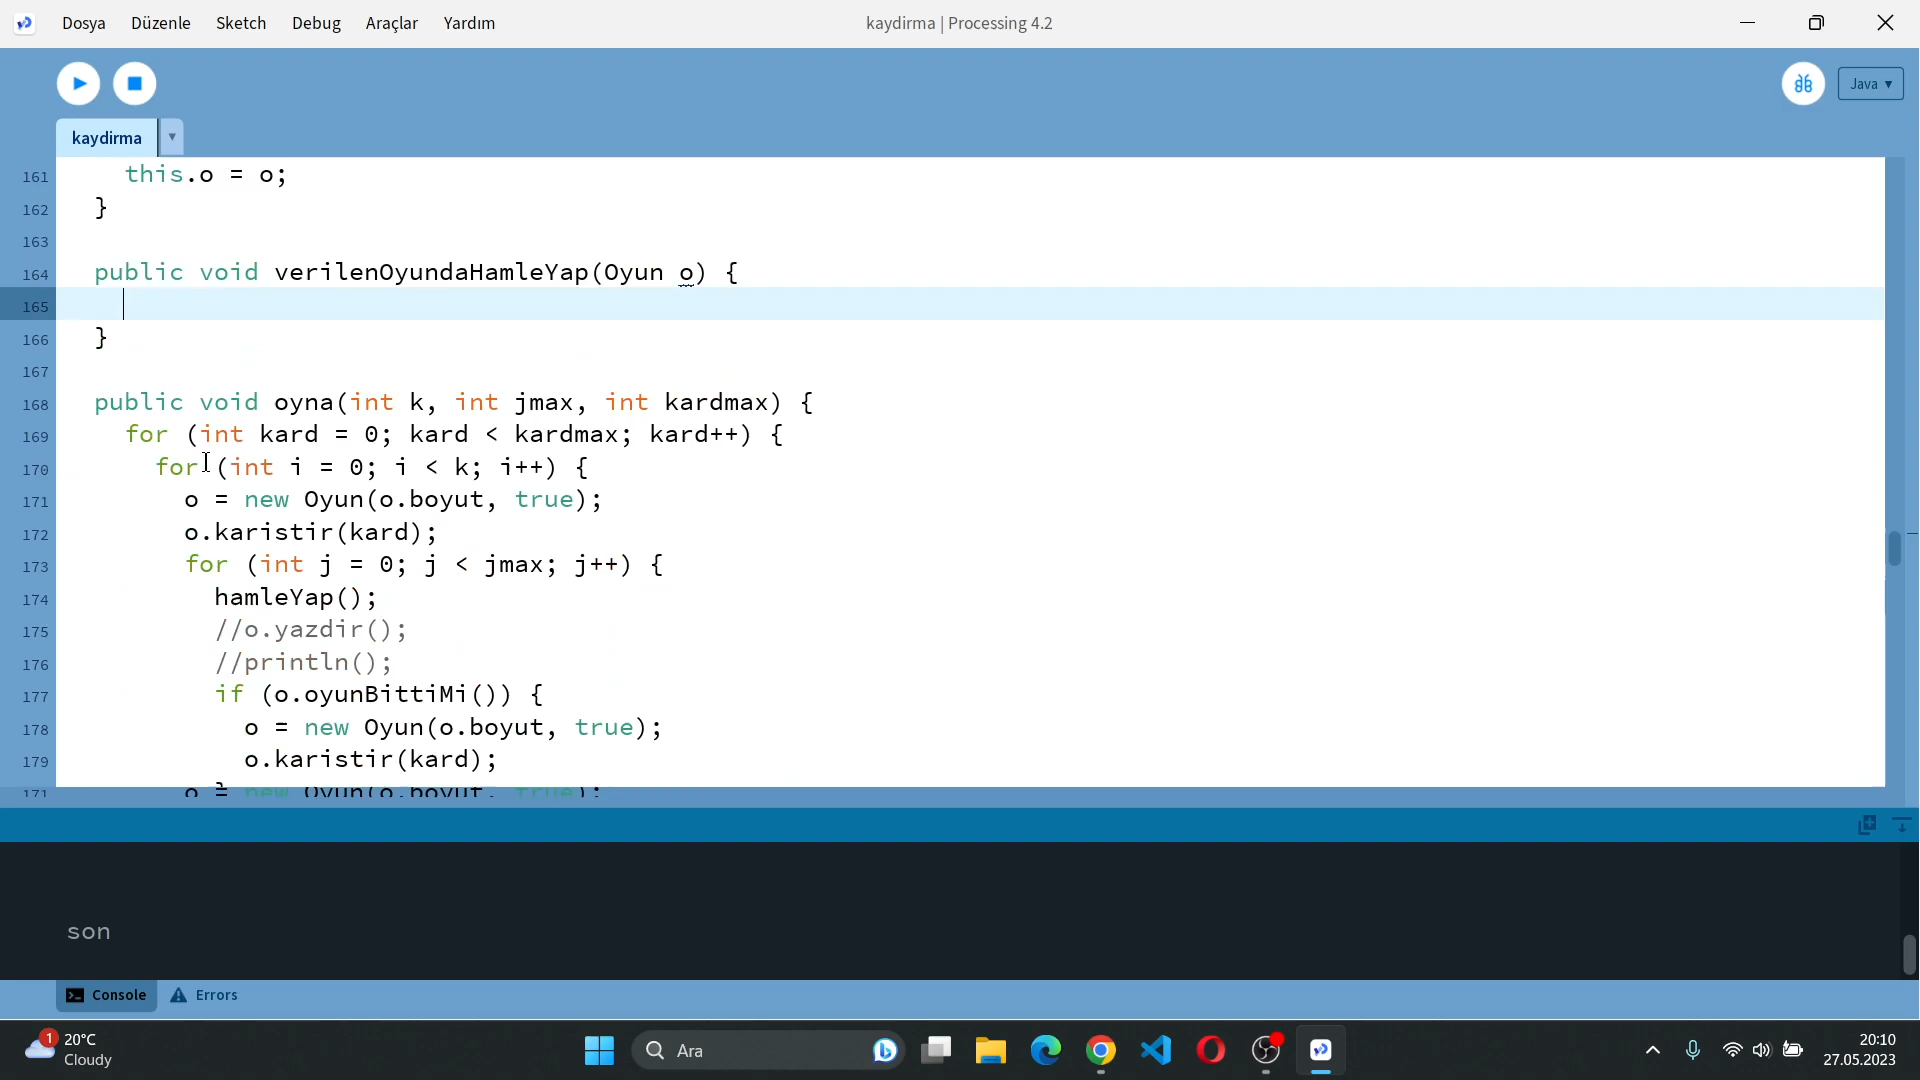 Dosya Düzenle Sketch Debug Araçlar Yardım
kaydirma | Processing 4.2
Java ▾
kaydirma ▾
161 this.o = o;
162 }
163
164 public void verilenOyundaHamleYap(Oyun o) {
165
166 }
167
168 public void oyna(int k, int jmax, int kardmax) {
169 for (int kard = 0; kard < kardmax; kard++) {
170 for (int i = 0; i < k; i++) {
171 o = new Oyun(o.boyut, true);
172 o.karistir(kard);
173 for (int j = 0; j < jmax; j++) {
174 hamleYap();
175 //o.yazdir();
176 //println();
177 if (o.oyunBittiMi()) {
178 o = new Oyun(o.boyut, true);
179 o.karistir(kard);
171 o = new Oyun(o.boyut, true);
son
Console Errors
1
20°C
Cloudy
Ara
20:10
27.05.2023